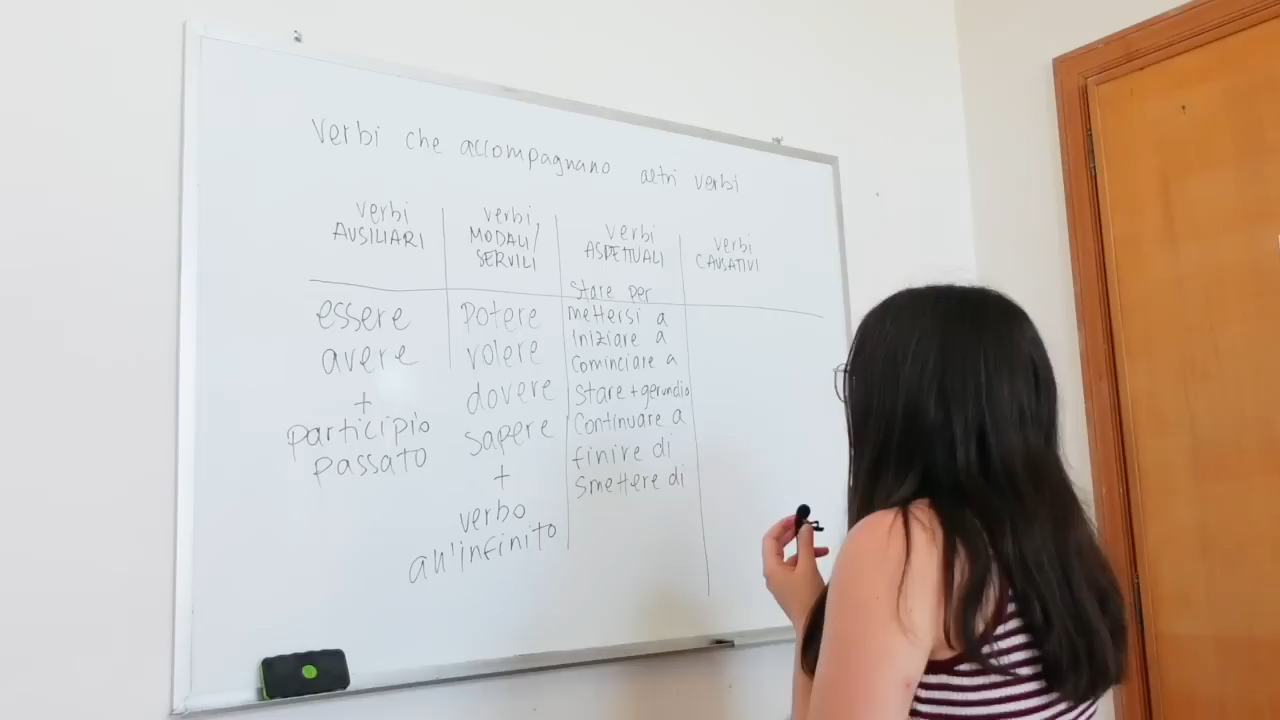 Verbi che accompagnano altri verbi
verbi
AUSILIARI
essere
avere
+
participio
passato
verbi
MODALI/
SERVILI
potere
volere
dovere
sapere
+
verbo
all'infinito
verbi
ASPETTUALI
stare per
mettersi a
iniziare a
cominciare a
stare + gerundio
continuare a
finire di
smettere di
verbi
CAUSATIVI